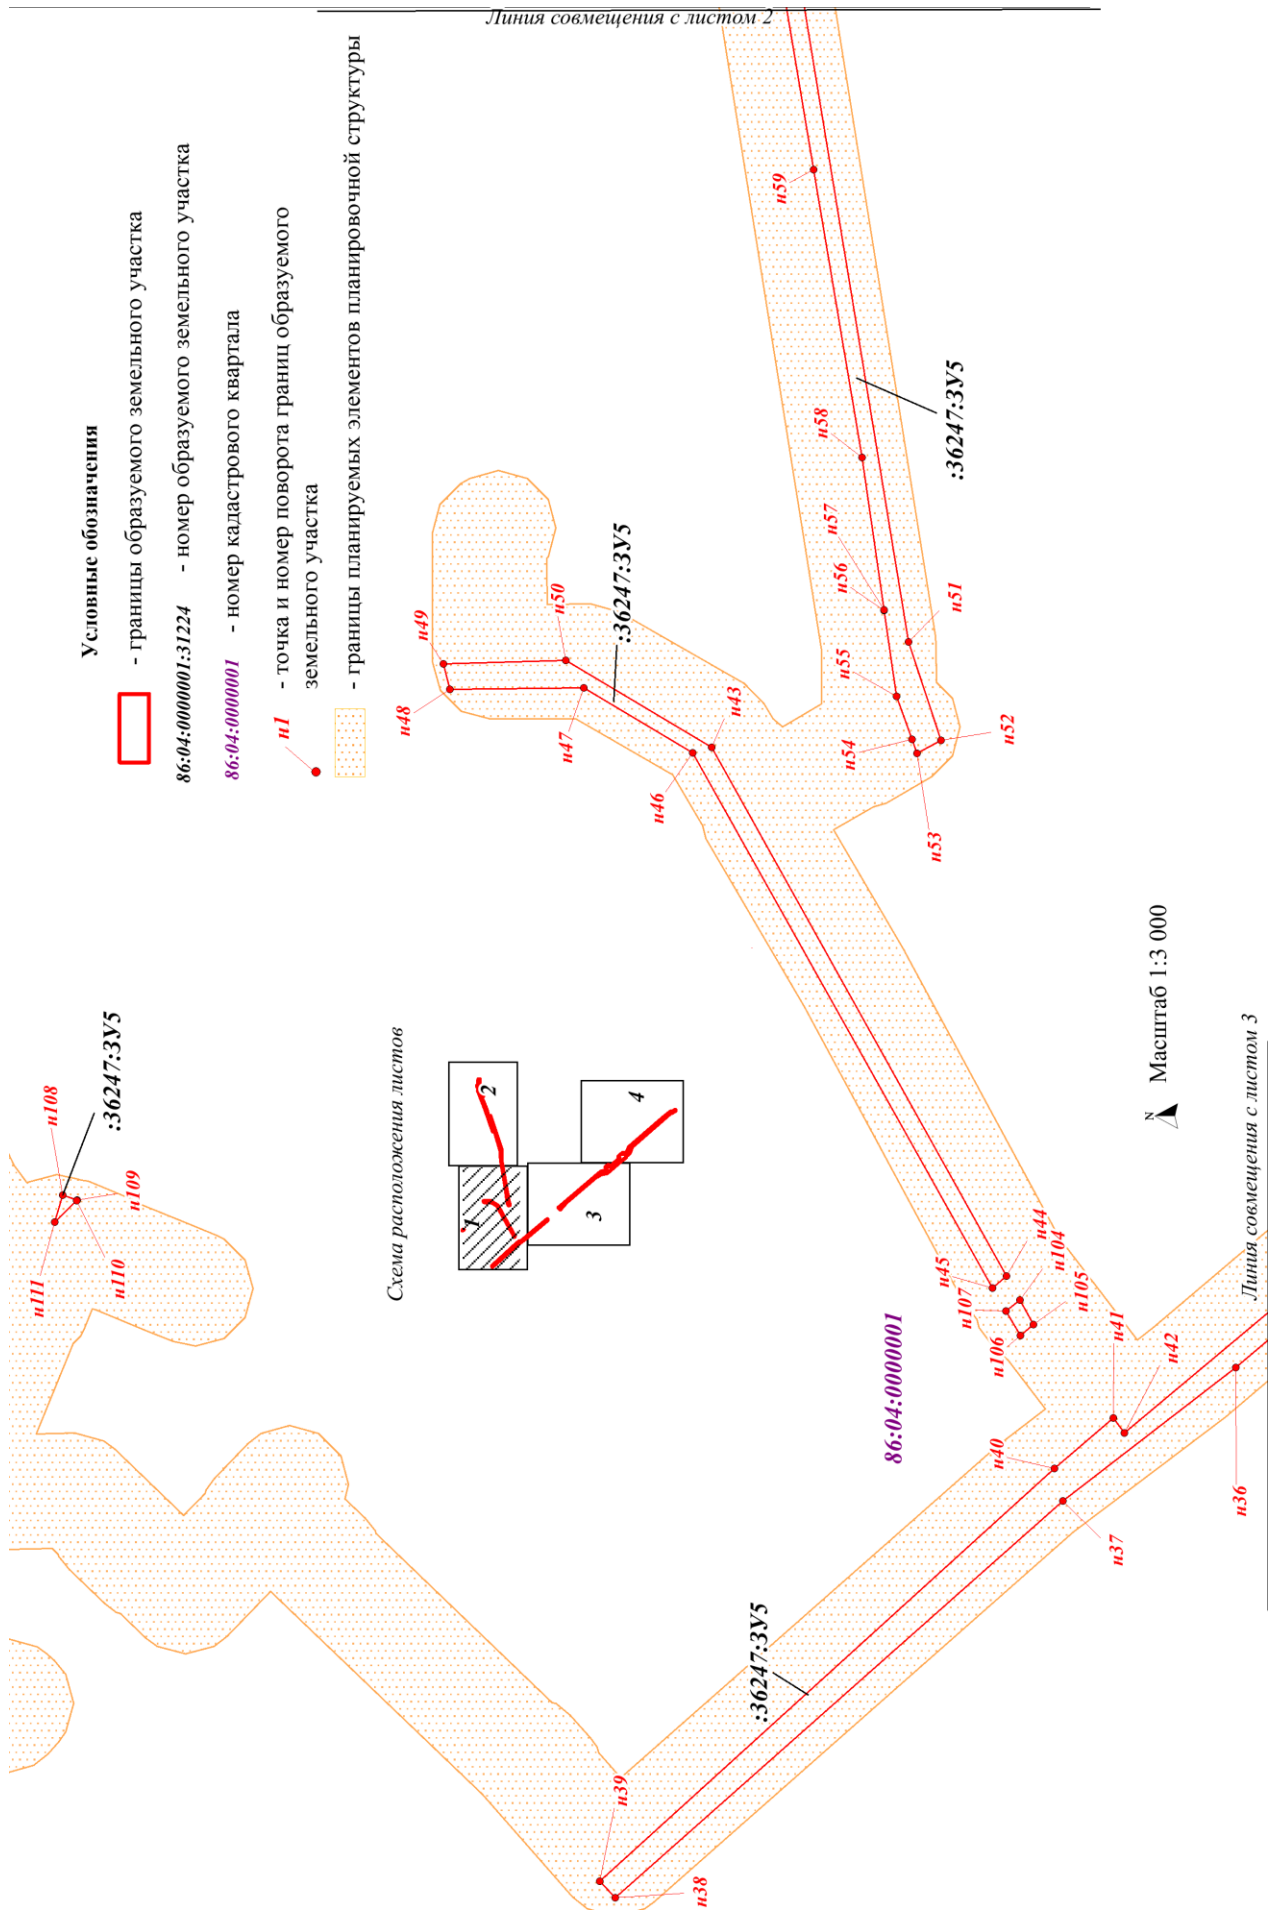 Линия совмещения с листом 2
Условные обозначения
- границы образуемого земельного участка
86:04:0000001:31224 - номер образуемого земельного участка
86:04:0000001 - номер кадастрового квартала
н1 - точка и номер поворота границ образуемого
земельного участка
- границы планируемых элементов планировочной структуры
н59
н58
:36247:ЗУ5
н57
н56
н55
н54
н53
н52
н51
н49
н50
:36247:ЗУ5
н48
н47
н46
н43
н108
:36247:ЗУ5
н109
н110
н111
Схема расположения листов
1
2
3
4
N
Масштаб 1:3 000
86:04:0000001
н45
н44
н107
н104
н106
н105
н41
н42
н40
н37
н36
Линия совмещения с листом 3
:36247:ЗУ5
н39
н38